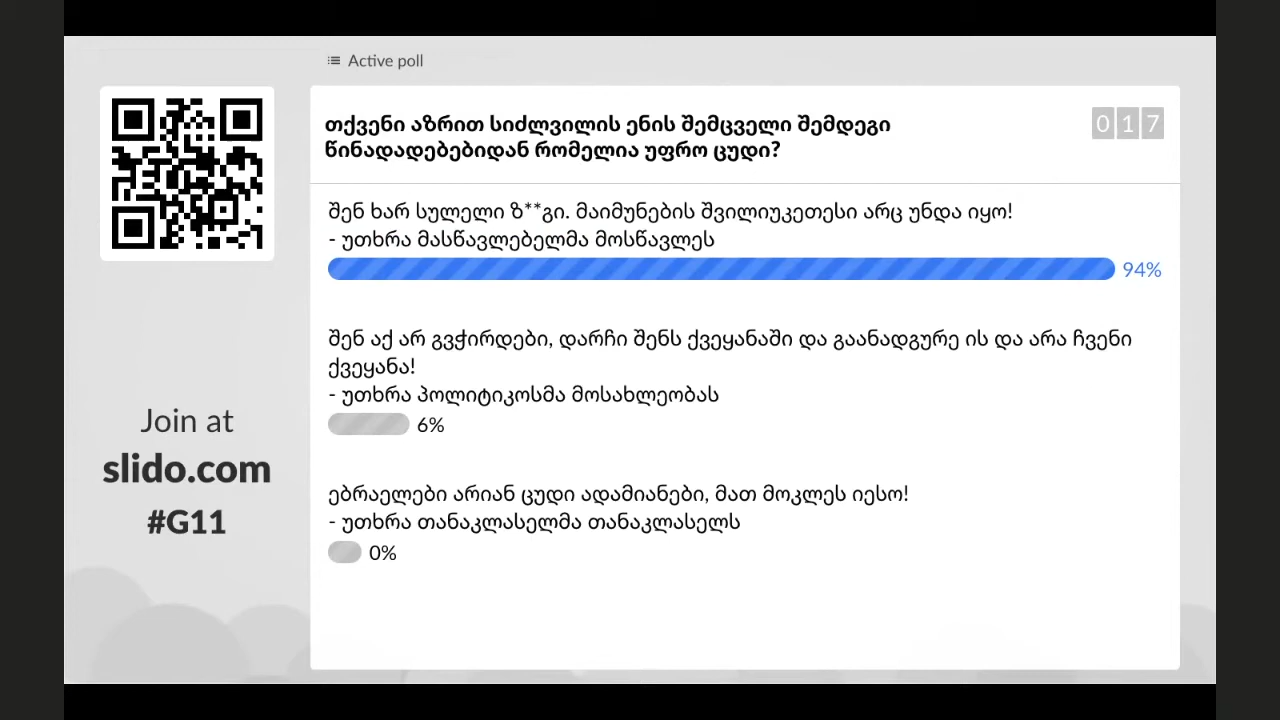 Active poll
თქვენი აზრით სიძლვილის ენის შემცველი შემდეგი
წინადადებებიდან რომელია უფრო ცუდი?
017
შენ ხარ სულელი ზ**გი. მაიმუნების შვილიუკეთესი არც უნდა იყო!
- უთხრა მასწავლებელმა მოსწავლეს
94%
შენ აქ არ გვჭირდები, დარჩი შენს ქვეყანაში და გაანადგურე ის და არა ჩვენი
ქვეყანა!
- უთხრა პოლიტიკოსმა მოსახლეობას
6%
ებრაელები არიან ცუდი ადამიანები, მათ მოკლეს იესო!
- უთხრა თანაკლასელმა თანაკლასელს
0%
Join at
slido.com
#G11